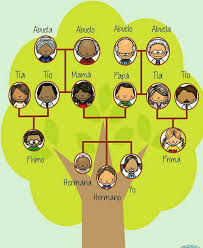 Abuela Abuelo Abuelo Abuela
Tía Tío Mamá Papá Tía Tío
Primo Prima
Hermana Yo
Hermano